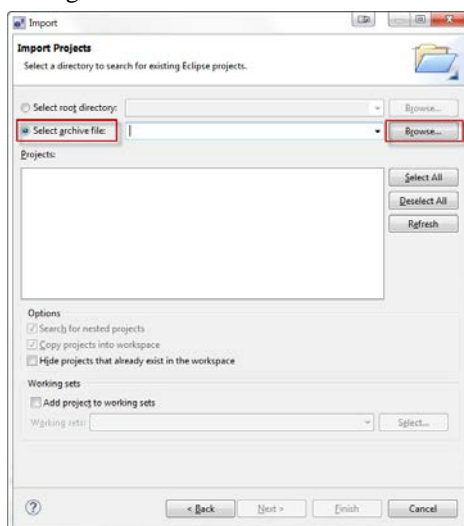 Import
Import Projects
Select a directory to search for existing Eclipse projects.
Select root directory:
Browse...
Select archive file:
Browse...
Projects:
Select All
Deselect All
Refresh
Options
Search for nested projects
Copy projects into workspace
Hide projects that already exist in the workspace
Working sets
Add project to working sets
Working sets:
Select...
?
< Back
Next >
Finish
Cancel